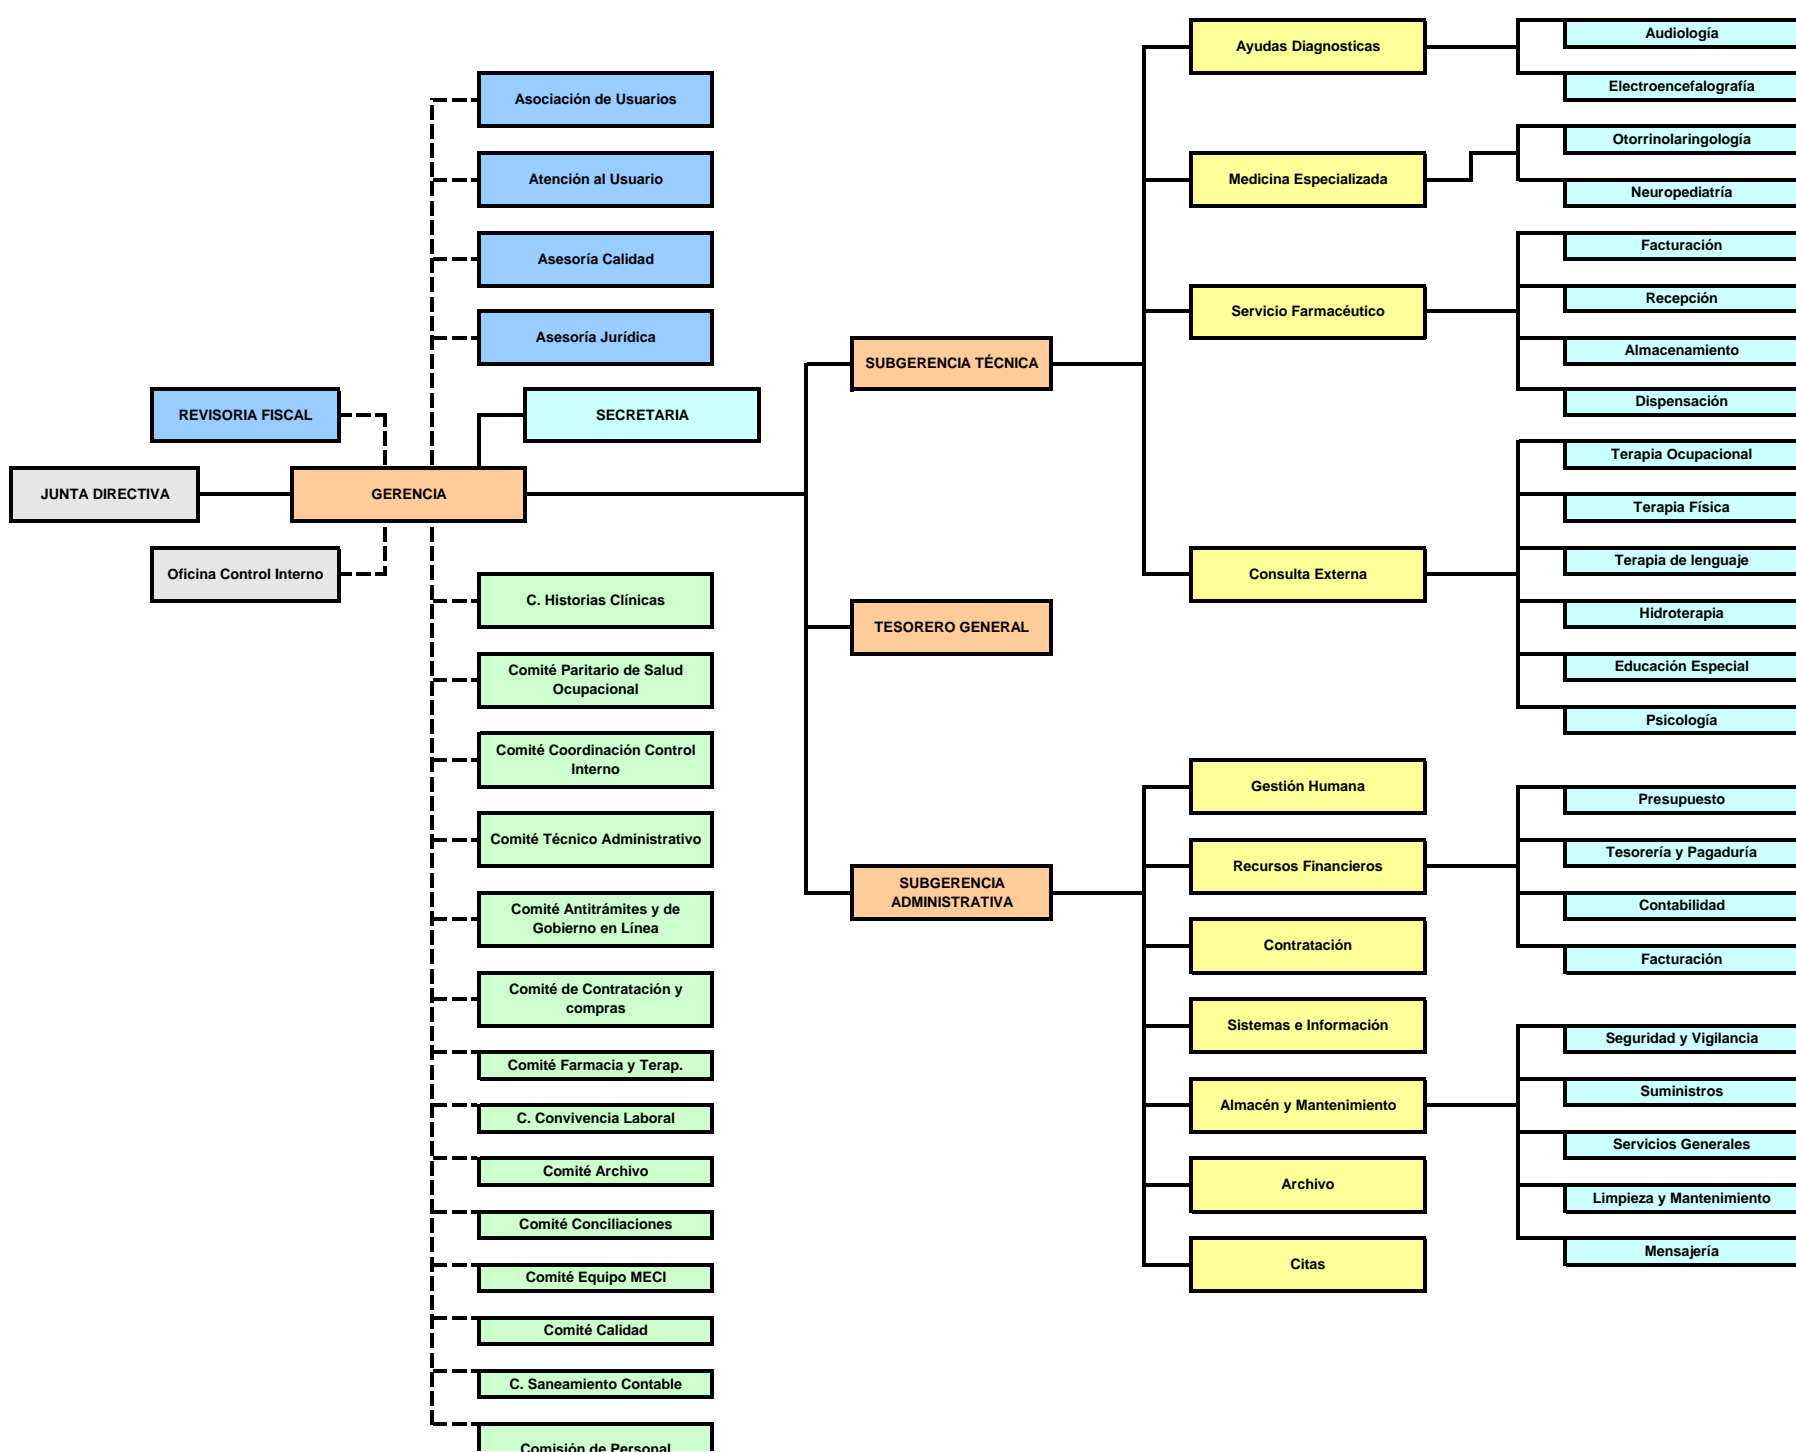 JUNTA DIRECTIVA
REVISORIA FISCAL
GERENCIA
Oficina Control Interno
Asociación de Usuarios
Atención al Usuario
Asesoría Calidad
Asesoría Jurídica
SECRETARIA
C. Historias Clínicas
Comité Paritario de Salud
Ocupacional
Comité Coordinación Control
Interno
Comité Técnico Administrativo
Comité Antitrámites y de
Gobierno en Línea
Comité de Contratación y
compras
Comité Farmacia y Terap.
C. Convivencia Laboral
Comité Archivo
Comité Conciliaciones
Comité Equipo MECI
Comité Calidad
C. Saneamiento Contable
Comisión de Personal
SUBGERENCIA TÉCNICA
TESORERO GENERAL
SUBGERENCIA
ADMINISTRATIVA
Ayudas Diagnosticas
Audiología
Electroencefalografía
Medicina Especializada
Otorrinolaringología
Neuropediatría
Servicio Farmacéutico
Facturación
Recepción
Almacenamiento
Dispensación
Consulta Externa
Terapia Ocupacional
Terapia Física
Terapia de lenguaje
Hidroterapia
Educación Especial
Psicología
Gestión Humana
Recursos Financieros
Presupuesto
Tesorería y Pagaduría
Contabilidad
Facturación
Contratación
Sistemas e Información
Almacén y Mantenimiento
Seguridad y Vigilancia
Suministros
Servicios Generales
Limpieza y Mantenimiento
Mensajería
Archivo
Citas